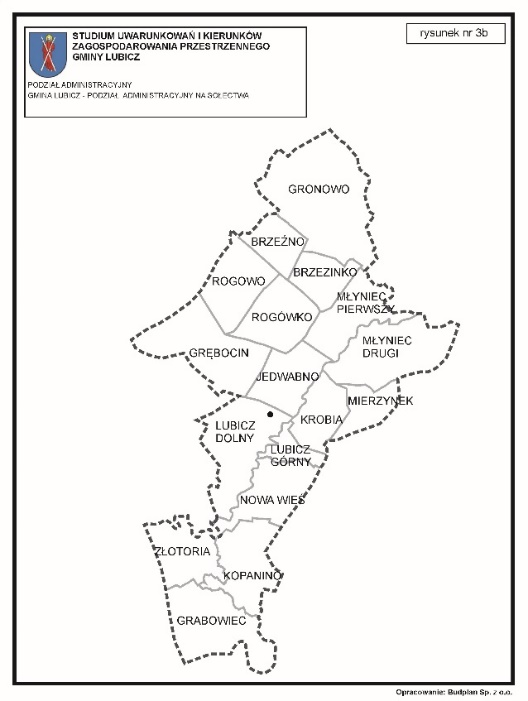 rysunek nr 3b
STUDIUM UWARUNKOWAŃ I KIERUNKÓW
ZAGOSPODAROWANIA PRZESTRZENNEGO
GMINY LUBICZ
PODZIAŁ ADMINISTRACYJNY
GMINA LUBICZ - PODZIAŁ ADMINISTRACYJNY NA SOŁECTWA
GRONOWO
BRZEŹNO
BRZEZINKO
ROGOWO
MŁYNIEC
PIERWSZY
ROGÓWKO
MŁYNIEC
DRUGI
GRĘBOCIN
JEDWABNO
MIERZYNEK
KROBIA
LUBICZ
DOLNY
LUBICZ
GÓRNY
NOWA WIEŚ
ZŁOTORIA
KOPANINO
GRABOWIEC
Opracowanie: Budplan Sp. z o.o.